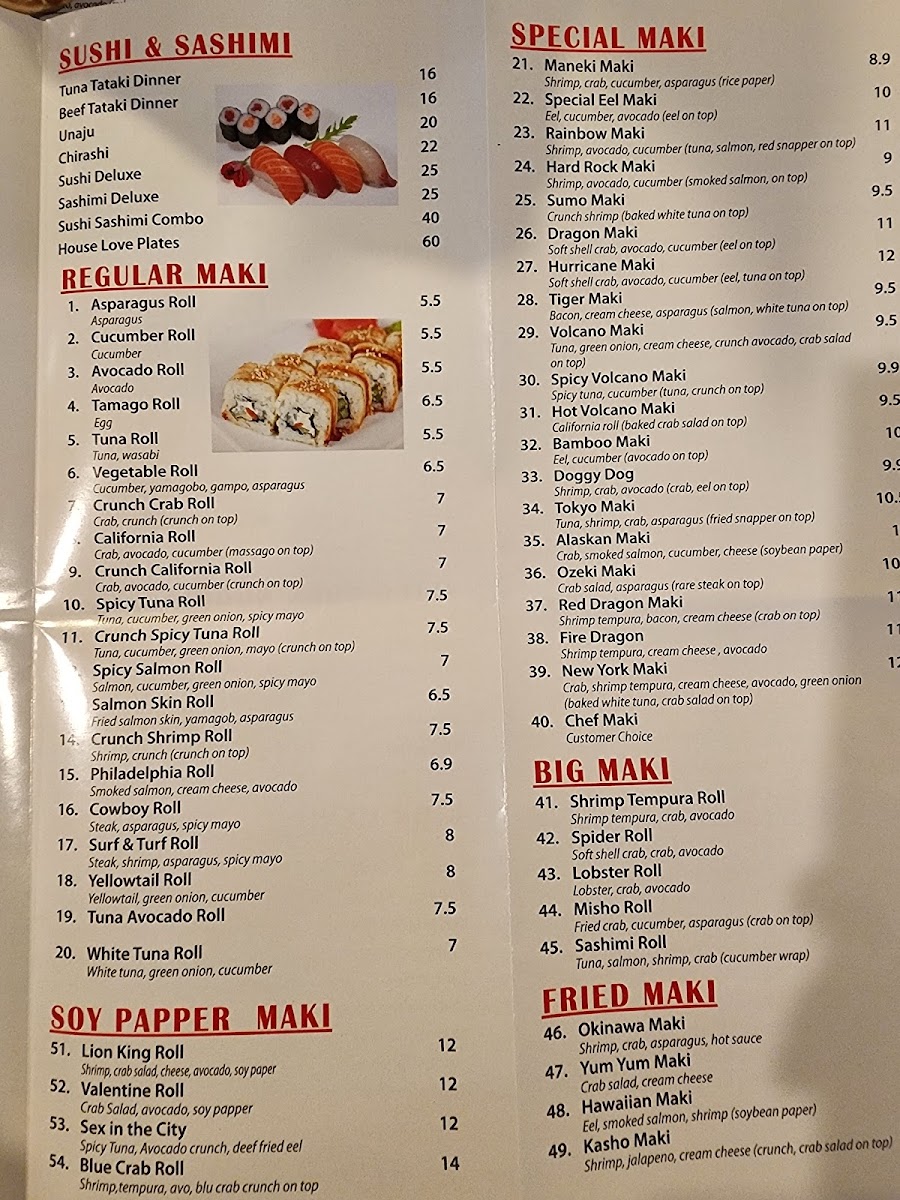 SUSHI & SASHIMI
Tuna Tataki Dinner 16
Beef Tataki Dinner 16
Unaju 20
Chirashi 22
Sushi Deluxe 25
Sashimi Deluxe 25
Sushi Sashimi Combo 40
House Love Plates 60
REGULAR MAKI
1. Asparagus Roll 5.5
Asparagus
2. Cucumber Roll 5.5
Cucumber
3. Avocado Roll 5.5
Avocado
4. Tamago Roll 6.5
Egg
5. Tuna Roll 5.5
Tuna, wasabi
6. Vegetable Roll 6.5
Cucumber, yamagobo, gampo, asparagus
7. Crunch Crab Roll 7
Crab, crunch (crunch on top)
California Roll 7
Crab, avocado, cucumber (massago on top)
9. Crunch California Roll 7
Crab, avocado, cucumber (crunch on top)
10. Spicy Tuna Roll 7.5
Tuna, cucumber, green onion, spicy mayo
11. Crunch Spicy Tuna Roll 7.5
Tuna, cucumber, green onion, mayo (crunch on top)
Spicy Salmon Roll 7
Salmon, cucumber, green onion, spicy mayo
Salmon Skin Roll 6.5
Fried salmon skin, yamagob, asparagus
14. Crunch Shrimp Roll 7.5
Shrimp, crunch (crunch on top)
15. Philadelphia Roll 6.9
Smoked salmon, cream cheese, avocado
16. Cowboy Roll 7.5
Steak, asparagus, spicy mayo
17. Surf & Turf Roll 8
Steak, shrimp, asparagus, spicy mayo
18. Yellowtail Roll 8
Yellowtail, green onion, cucumber
19. Tuna Avocado Roll 7.5
20. White Tuna Roll 7
White tuna, green onion, cucumber
SOY PAPPER MAKI
51. Lion King Roll 12
Shrimp, crab salad, cheese, avocado, soy paper
52. Valentine Roll 12
Crab Salad, avocado, soy papper
53. Sex in the City 12
Spicy Tuna, Avocado crunch, deef fried eel
54. Blue Crab Roll 14
Shrimp,tempura, avo, blu crab crunch on top
SPECIAL MAKI
21. Maneki Maki 8.9
Shrimp, crab, cucumber, asparagus (rice paper)
22. Special Eel Maki 10
Eel, cucumber, avocado (eel on top)
23. Rainbow Maki 11
Shrimp, avocado, cucumber (tuna, salmon, red snapper on top)
24. Hard Rock Maki 9
Shrimp, avocado, cucumber (smoked salmon, on top)
25. Sumo Maki 9.5
Crunch shrimp (baked white tuna on top)
26. Dragon Maki 11
Soft shell crab, avocado, cucumber (eel on top)
27. Hurricane Maki 12
Soft shell crab, avocado, cucumber (eel, tuna on top)
28. Tiger Maki 9.5
Bacon, cream cheese, asparagus (salmon, white tuna on top)
29. Volcano Maki 9.5
Tuna, green onion, cream cheese, crunch avocado, crab salad
on top)
30. Spicy Volcano Maki 9.9
Spicy tuna, cucumber (tuna, crunch on top)
31. Hot Volcano Maki 9.5
California roll (baked crab salad on top)
32. Bamboo Maki 10
Eel, cucumber (avocado on top)
33. Doggy Dog 9.9
Shrimp, crab, avocado (crab, eel on top)
34. Tokyo Maki 10.5
Tuna, shrimp, crab, asparagus (fried snapper on top)
35. Alaskan Maki
Crab, smoked salmon, cucumber, cheese (soybean paper)
36. Ozeki Maki 10
Crab salad, asparagus (rare steak on top)
37. Red Dragon Maki 11
Shrimp tempura, bacon, cream cheese (crab on top)
38. Fire Dragon 11
Shrimp tempura, cream cheese , avocado
39. New York Maki 12
Crab, shrimp tempura, cream cheese, avocado, green onion
(baked white tuna, crab salad on top)
40. Chef Maki
Customer Choice
BIG MAKI
41. Shrimp Tempura Roll
Shrimp tempura, crab, avocado
42. Spider Roll
Soft shell crab, crab, avocado
43. Lobster Roll
Lobster, crab, avocado
44. Misho Roll
Fried crab, cucumber, asparagus (crab on top)
45. Sashimi Roll
Tuna, salmon, shrimp, crab (cucumber wrap)
FRIED MAKI
46. Okinawa Maki
Shrimp, crab, asparagus, hot sauce
47. Yum Yum Maki
Crab salad, cream cheese
48. Hawaiian Maki
Eel, smoked salmon, shrimp (soybean paper)
49. Kasho Maki
Shrimp, jalapeno, cream cheese (crunch, crab salad on top)